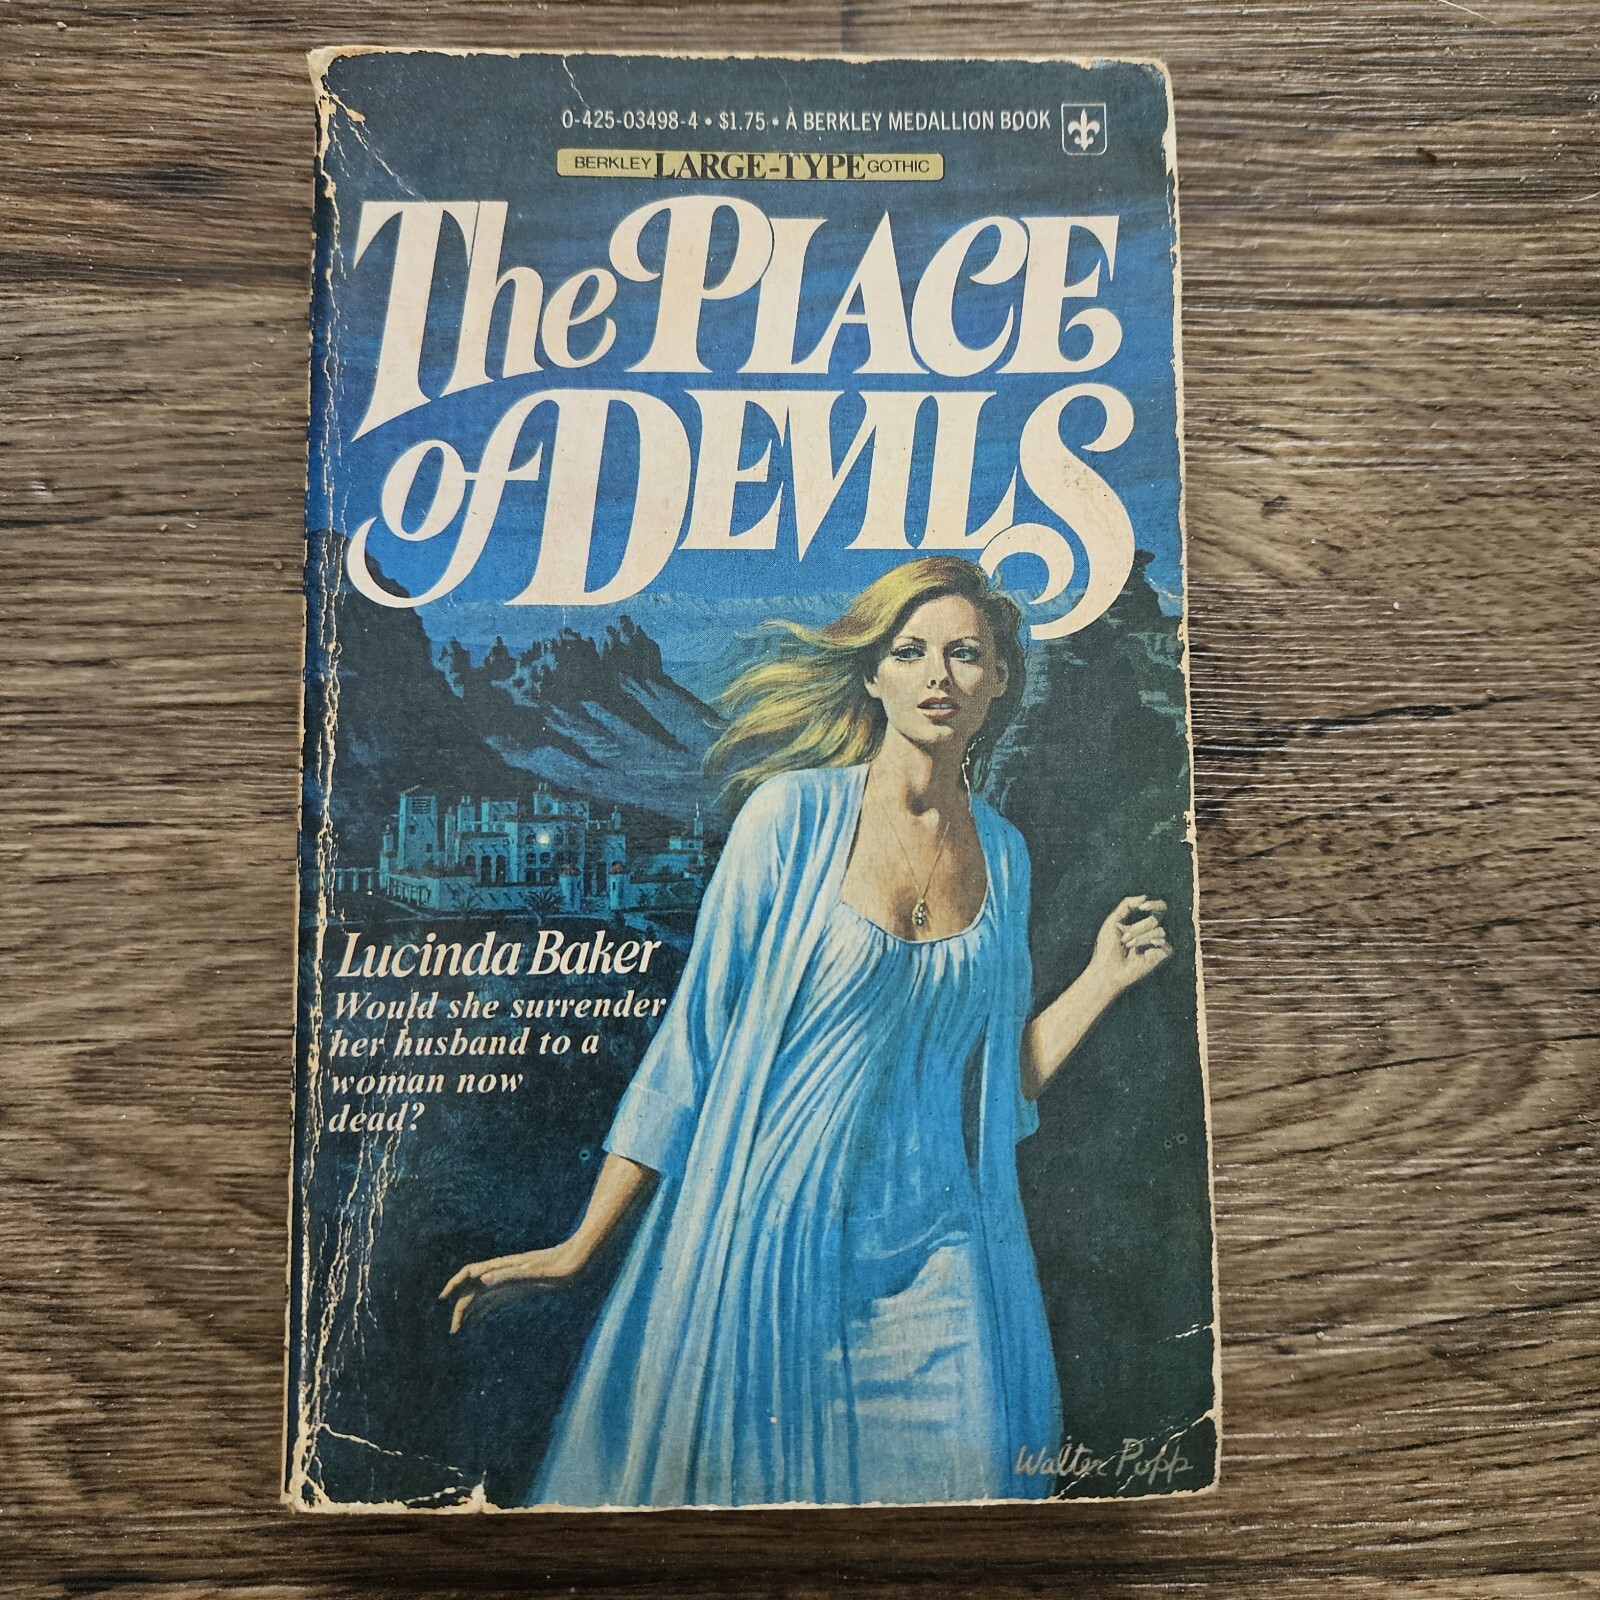 0-425-03498-4 • $1.75 • A BERKLEY MEDALLION BOOK
BERKLEY LARGE-TYPE GOTHIC
The PLACE
of DEVILS
Lucinda Baker
Would she surrender
her husband to a
woman now
dead?
Walter Popp